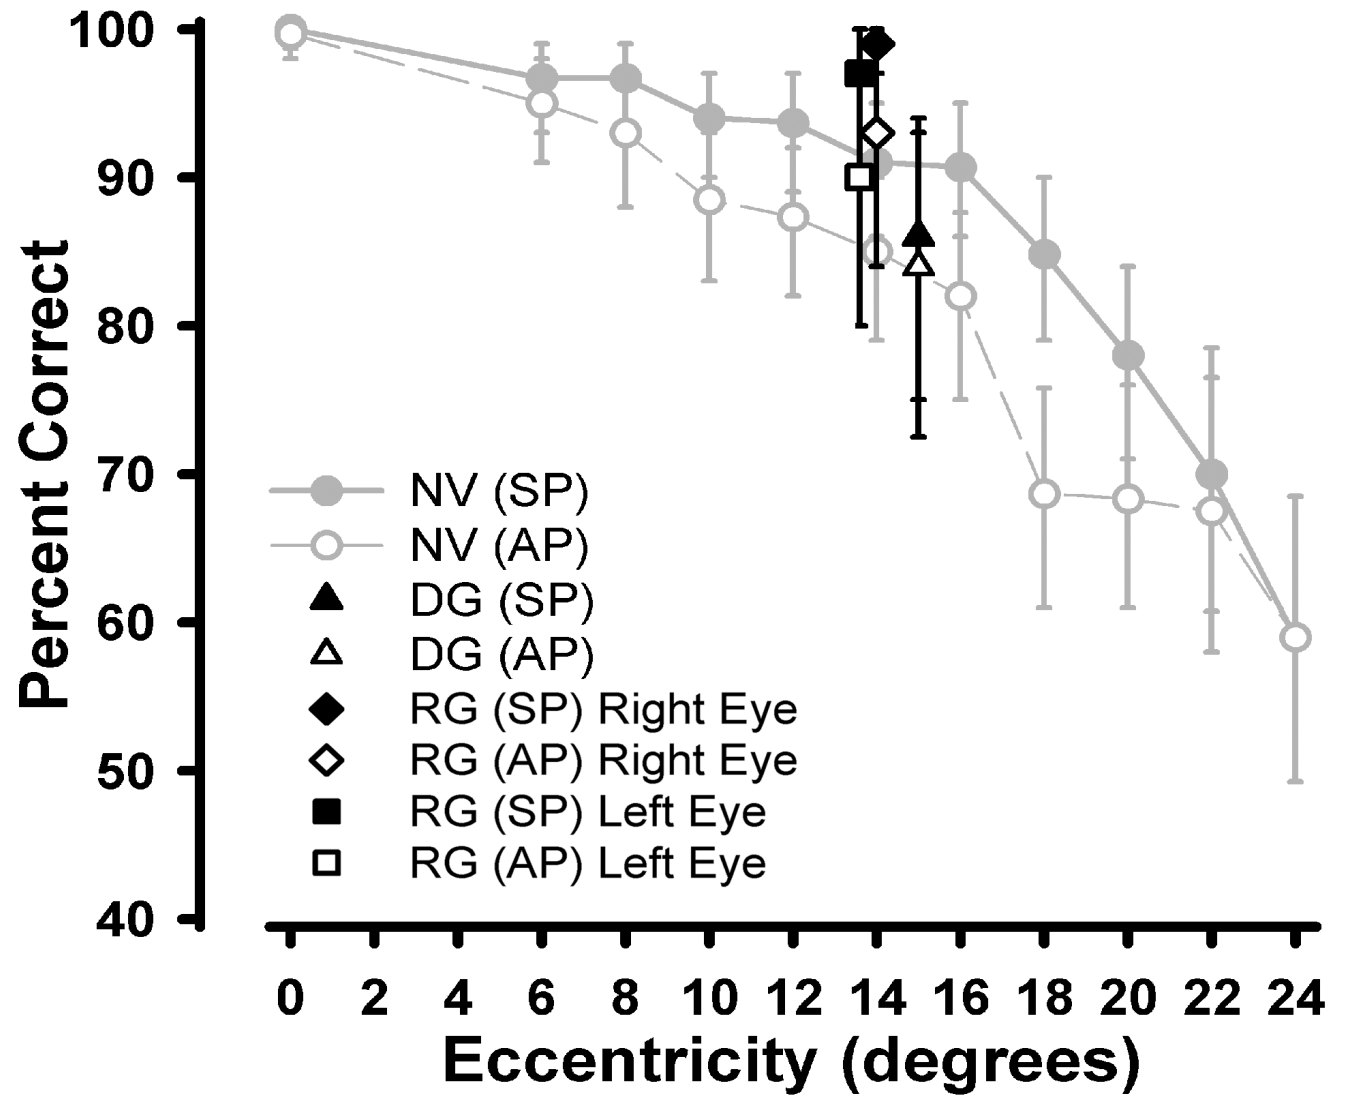 100
90
80
70
60
50
40
Percent Correct
NV (SP)
NV (AP)
DG (SP)
DG (AP)
RG (SP) Right Eye
RG (AP) Right Eye
RG (SP) Left Eye
RG (AP) Left Eye
0 2 4 6 8 10 12 14 16 18 20 22 24
Eccentricity (degrees)